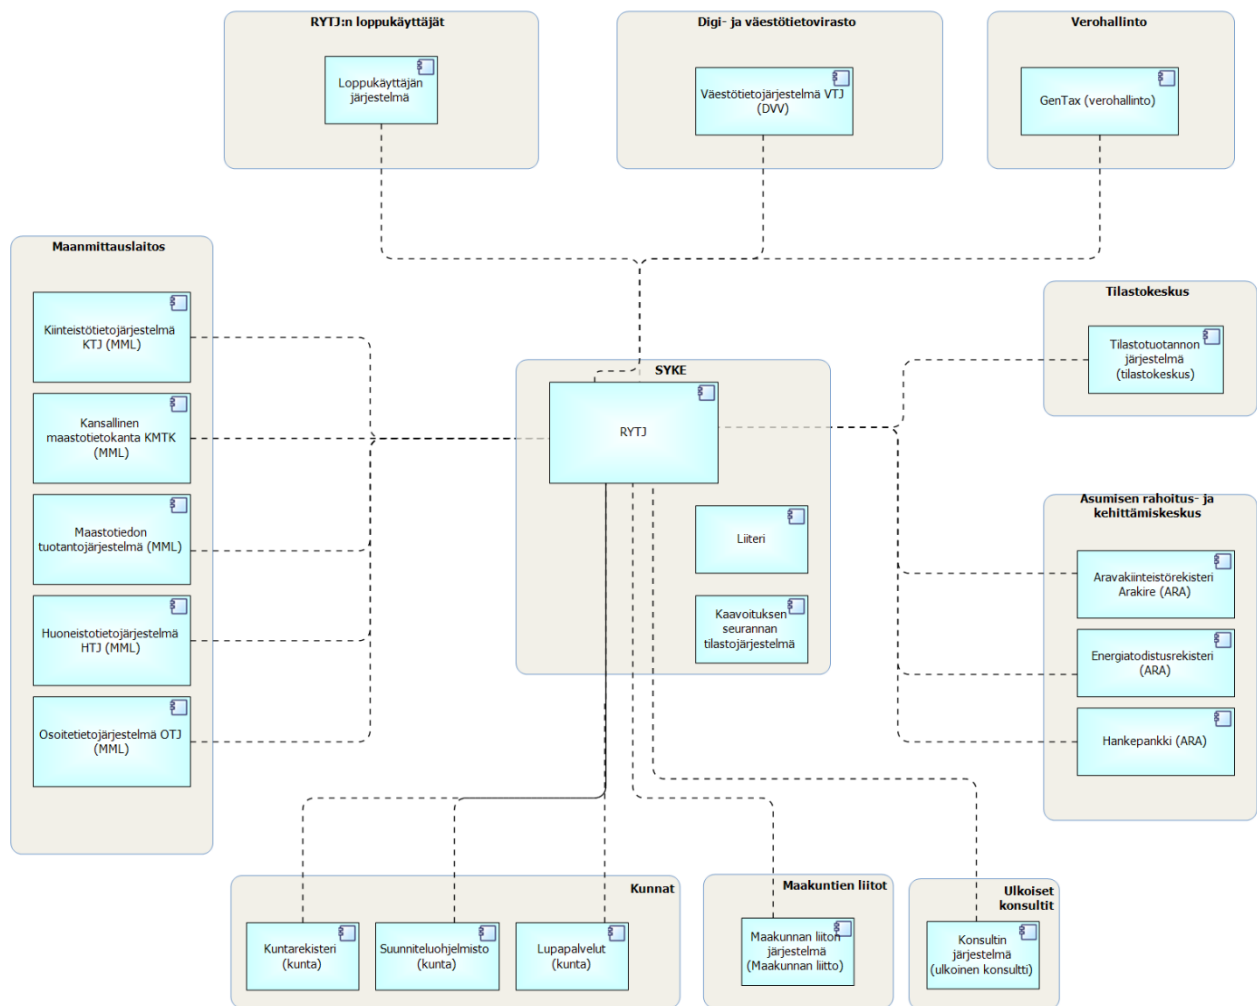 RYTJ:n loppukäyttäjät
Loppukäyttäjän
järjestelmä
Digi- ja väestötietovirasto
Väestötietojärjestelmä VTJ
(DVV)
Verohallinto
GenTax (verohallinto)
Maanmittauslaitos
Kiinteistötietojärjestelmä
KTJ (MML)
Kansallinen
maastotietokanta KMTK
(MML)
Maastotiedon
tuotantojärjestelmä (MML)
Huoneistotietojärjestelmä
HTJ (MML)
Osoitetietojärjestelmä OTJ
(MML)
SYKE
RYTJ
Liiteri
Kaavoituksen
seurannan
tilastojärjestelmä
Tilastokeskus
Tilastotuotannon
järjestelmä
(tilastokeskus)
Asumisen rahoitus- ja
kehittämiskeskus
Aravakiinteistörekisteri
Arakire (ARA)
Energiatodistusrekisteri
(ARA)
Hankepankki (ARA)
Kunnat
Kuntarekisteri
(kunta)
Suunniteluohjelmisto
(kunta)
Lupapalvelut
(kunta)
Maakuntien liitot
Maakunnan liiton
järjestelmä
(Maakunnan liitto)
Ulkoiset
konsultit
Konsultin
järjestelmä
(ulkoinen konsultti)